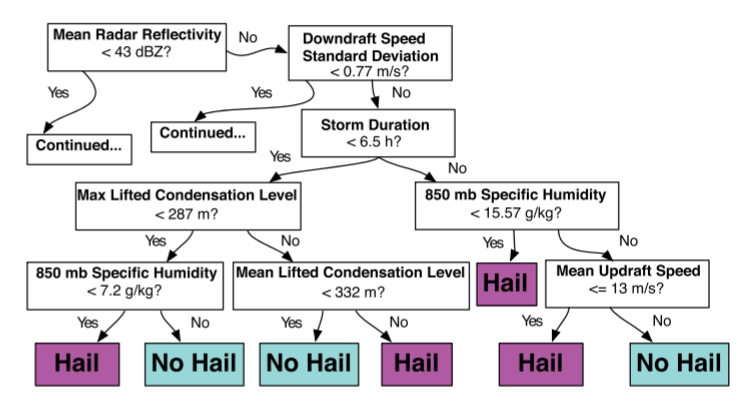 Mean Radar Reflectivity
< 43 dBZ?
No
Downdraft Speed
Standard Deviation
< 0.77 m/s?
Yes
Yes
No
Continued...
Continued...
Storm Duration
< 6.5 h?
Yes
No
Max Lifted Condensation Level
< 287 m?
850 mb Specific Humidity
< 15.57 g/kg?
Yes
No
Yes
No
850 mb Specific Humidity
< 7.2 g/kg?
Mean Lifted Condensation Level
< 332 m?
Hail
Mean Updraft Speed
<= 13 m/s?
Yes
No
Yes
No
Yes
No
Hail
No Hail
No Hail
Hail
Hail
No Hail